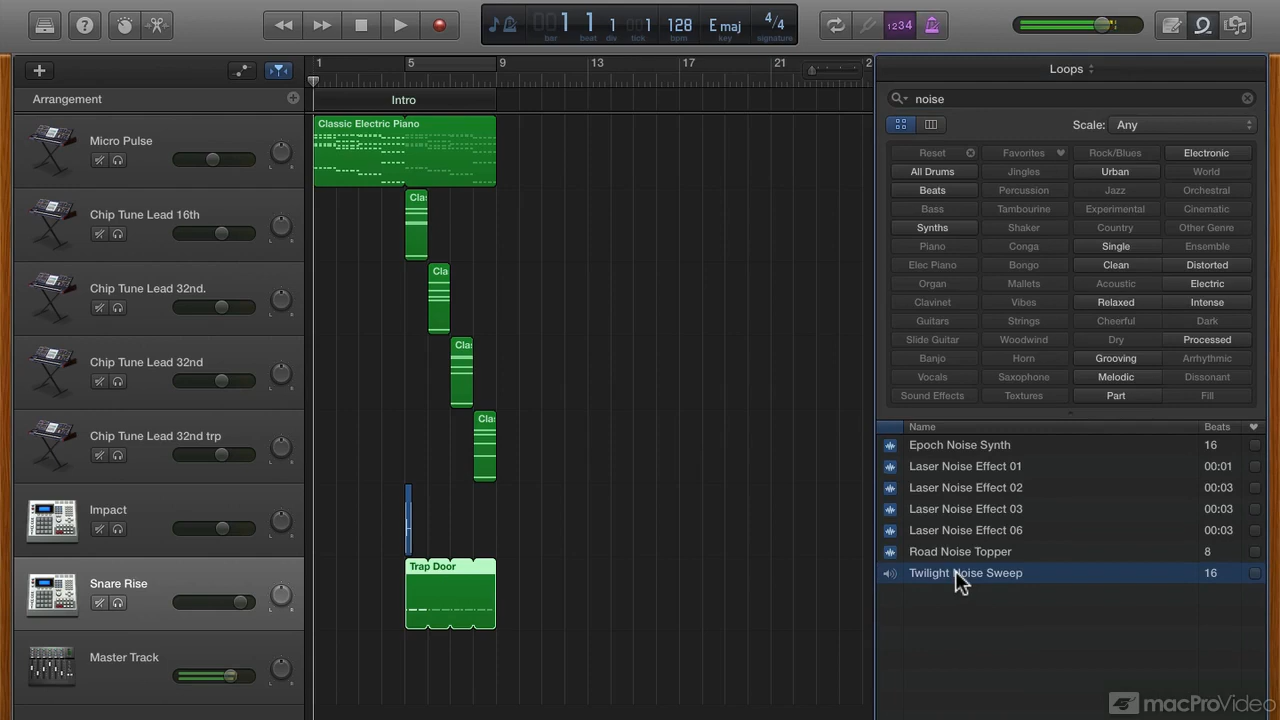 1 1 1 1 128 E maj 4/4
bar beat div tick bpm key signature
1234
1 5 9 13 17 21 2
Loops
Arrangement
Intro
noise
Scale: Any
Classic Electric Piano
Micro Pulse
Clas
Chip Tune Lead 16th
Cla
Chip Tune Lead 32nd.
Clas
Chip Tune Lead 32nd
Clas
Chip Tune Lead 32nd trp
Impact
Trap Door
Snare Rise
Master Track
L R
Reset Favorites Rock/Blues Electronic
All Drums Jingles Urban World
Beats Percussion Jazz Orchestral
Bass Tambourine Experimental Cinematic
Synths Shaker Country Other Genre
Piano Conga Single Ensemble
Elec Piano Bongo Clean Distorted
Organ Mallets Acoustic Electric
Clavinet Vibes Relaxed Intense
Guitars Strings Cheerful Dark
Slide Guitar Woodwind Dry Processed
Banjo Horn Grooving Arrhythmic
Vocals Saxophone Melodic Dissonant
Sound Effects Textures Part Fill
Name Beats
Epoch Noise Synth 16
Laser Noise Effect 01 00:01
Laser Noise Effect 02 00:03
Laser Noise Effect 03 00:03
Laser Noise Effect 06 00:03
Road Noise Topper 8
Twilight Noise Sweep 16
macProVideo